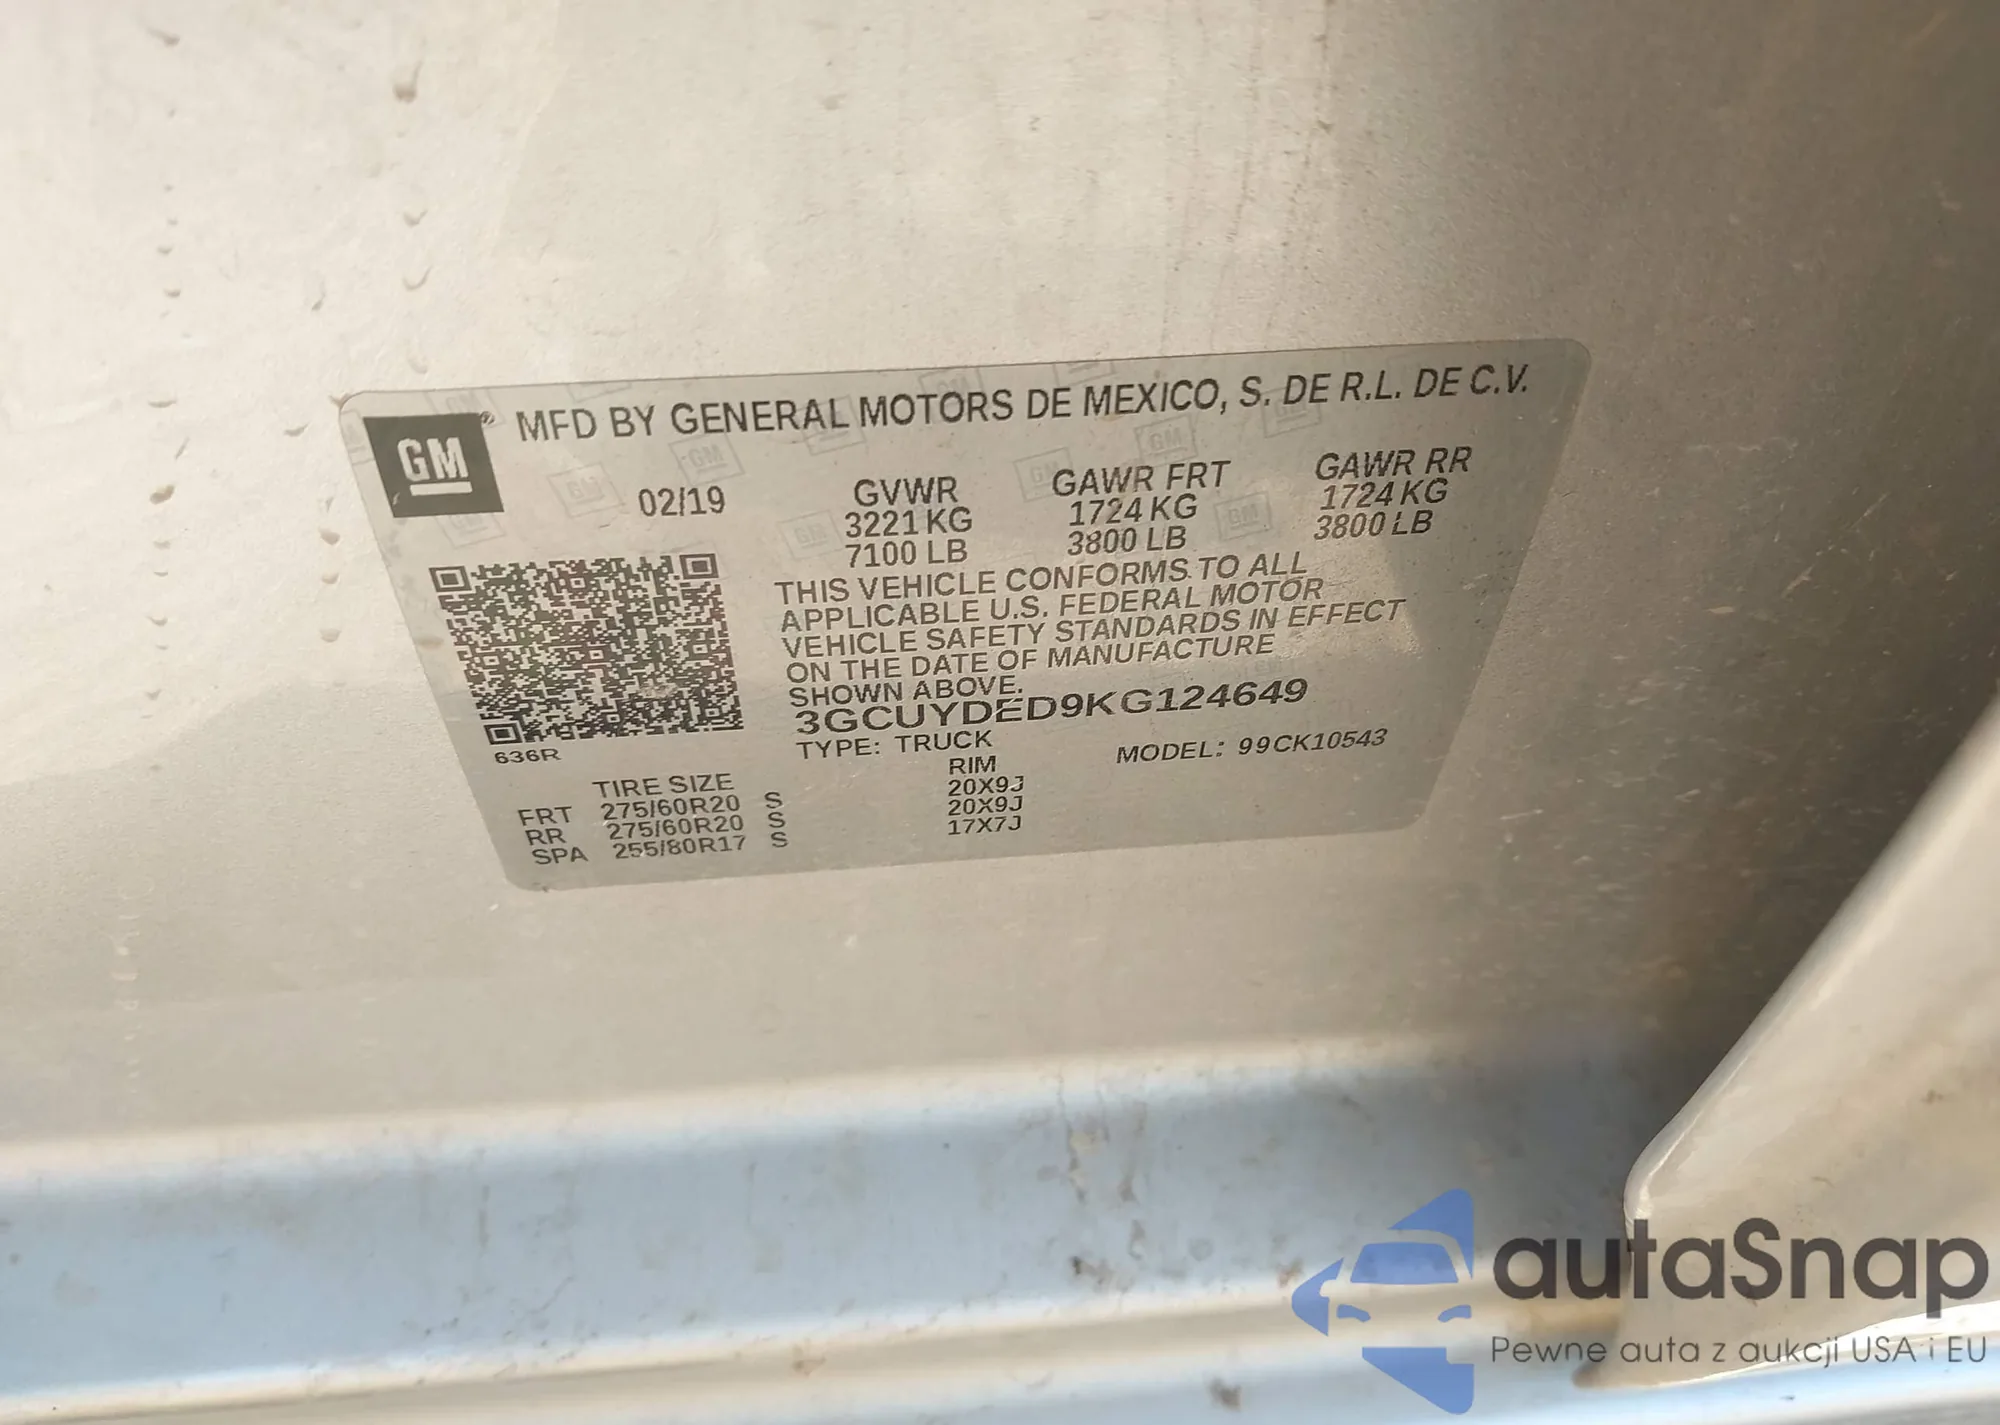 GM® MFD BY GENERAL MOTORS DE MEXICO, S. DE R.L. DE C.V.
02/19 GVWR GAWR FRT GAWR RR
3221 KG 1724 KG 1724 KG
7100 LB 3800 LB 3800 LB
THIS VEHICLE CONFORMS TO ALL
APPLICABLE U.S. FEDERAL MOTOR
VEHICLE SAFETY STANDARDS IN EFFECT
ON THE DATE OF MANUFACTURE
SHOWN ABOVE.
3GCUYDED9KG124649
636R
TYPE: TRUCK MODEL: 99CK10543
TIRE SIZE RIM
FRT 275/60R20 S 20X9J
RR 275/60R20 S 20X9J
SPA 255/80R17 S 17X7J
autaSnap
Pewne auta z aukcji USA i EU